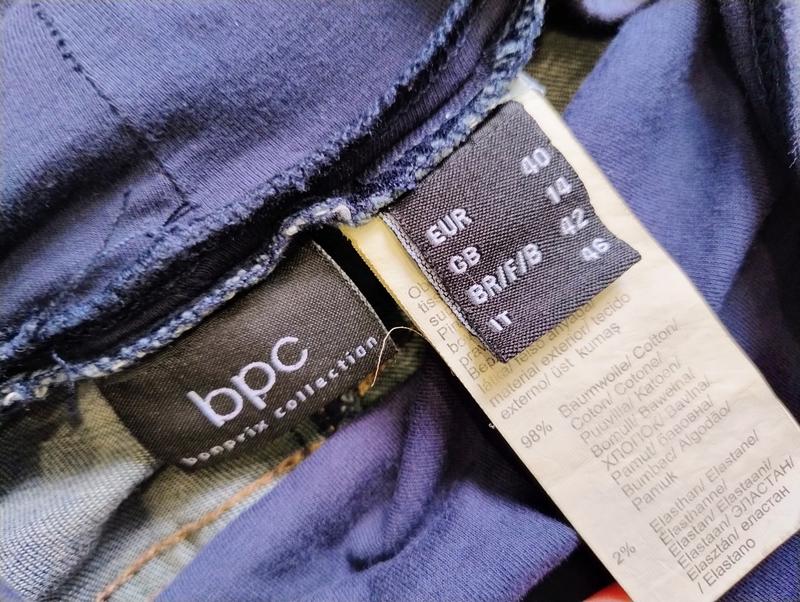 bpc
bonprix collection
EUR 40
GB 14
BR/F/B 42
IT 46
material exterior/ tecido
externo/ üst kumaş
98% Baumwolle/ Cotton/
Coton/ Cotone/
Puuvilla/ Katoen/
Bomull/ Bawełna/
ХЛОПОК/ Bavlna/
Pamut/ бавовна/
Bumbac/ Algodão/
Pamuk
2% Elasthan/ Elastane/
Elasthanne/
Elastan/ Elastaani/
Elastaan/ ЭЛАСТАН/
Elasztán/ еластан
/ Elastano